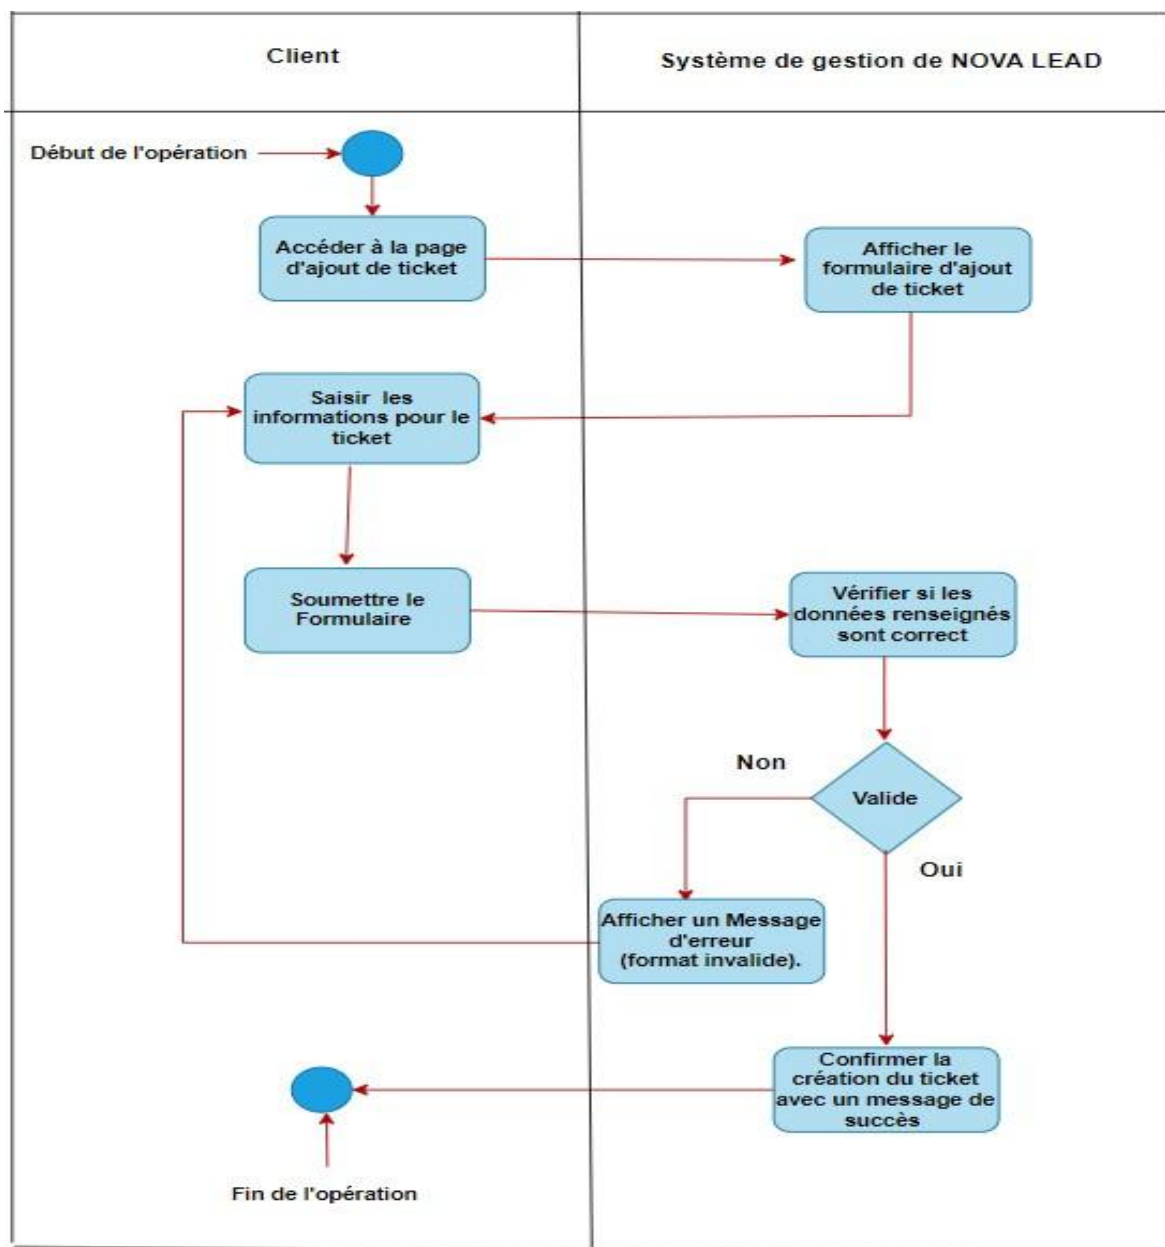 Client
Système de gestion de NOVA LEAD
Début de l'opération
Accéder à la page
d'ajout de ticket
Afficher le
formulaire d'ajout
de ticket
Saisir les
informations pour le
ticket
Soumettre le
Formulaire
Vérifier si les
données renseignés
sont correct
Non
Valide
Oui
Afficher un Message
d'erreur
(format invalide).
Confirmer la
création du ticket
avec un message de
succès
Fin de l'opération